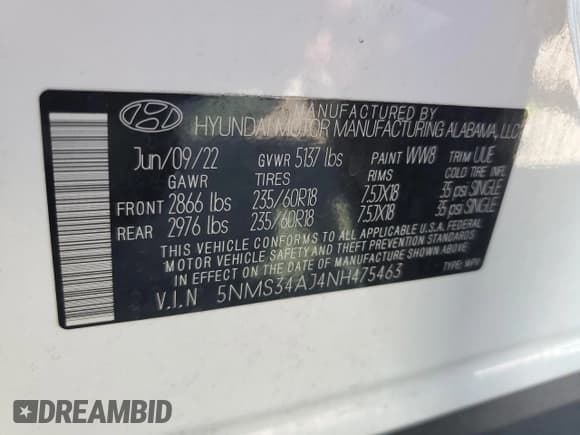 MANUFACTURED BY
HYUNDAI MOTOR MANUFACTURING ALABAMA, LLC
Jun/09/22 GVWR 5137 lbs PAINT WW8 TRIM UUE
GAWR TIRES RIMS COLD TIRE INFL.
FRONT 2866 lbs 235/60R18 7.5JX18 35 psi SINGLE
REAR 2976 lbs 235/60R18 7.5JX18 35 psi SINGLE
THIS VEHICLE CONFORMS TO ALL APPLICABLE U.S.A. FEDERAL
MOTOR VEHICLE SAFETY AND THEFT PREVENTION STANDARDS
IN EFFECT ON THE DATE OF MANUFACTURE SHOWN ABOVE.
V.I.N 5NMS34AJ4NH475463 TYPE: MPV
DREAMBID